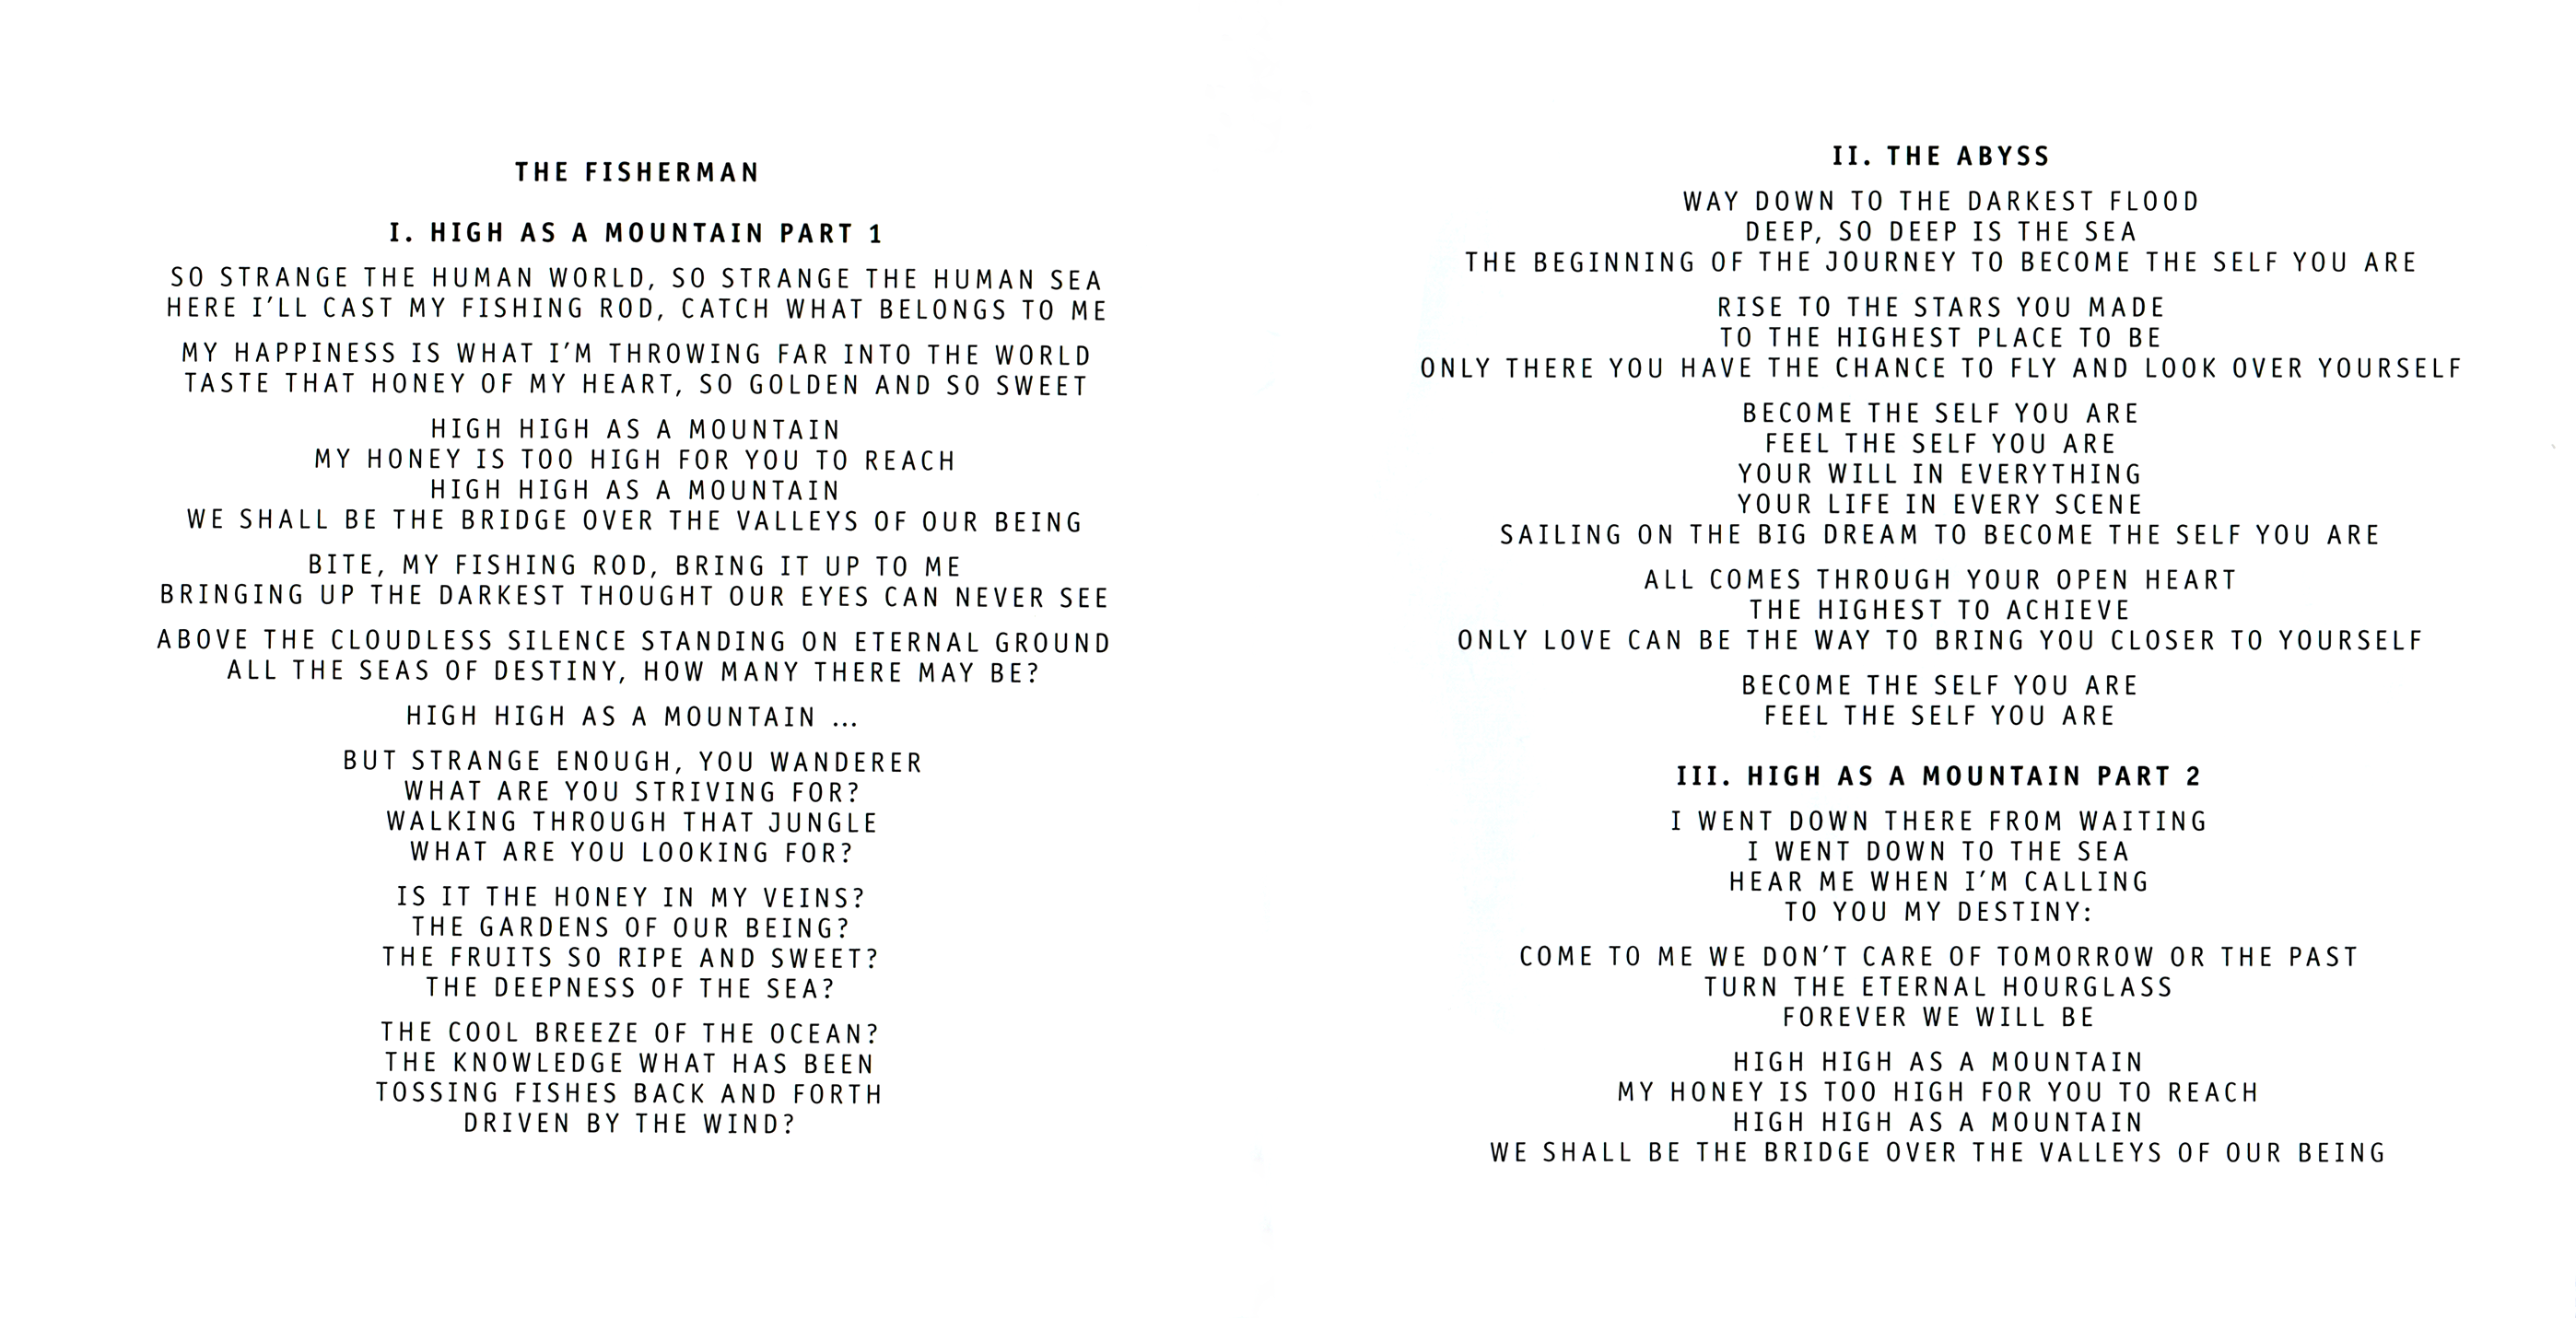 THE FISHERMAN
I. HIGH AS A MOUNTAIN PART 1
SO STRANGE THE HUMAN WORLD, SO STRANGE THE HUMAN SEA
HERE I'LL CAST MY FISHING ROD, CATCH WHAT BELONGS TO ME
MY HAPPINESS IS WHAT I'M THROWING FAR INTO THE WORLD
TASTE THAT HONEY OF MY HEART, SO GOLDEN AND SO SWEET
HIGH HIGH AS A MOUNTAIN
MY HONEY IS TOO HIGH FOR YOU TO REACH
HIGH HIGH AS A MOUNTAIN
WE SHALL BE THE BRIDGE OVER THE VALLEYS OF OUR BEING
BITE, MY FISHING ROD, BRING IT UP TO ME
BRINGING UP THE DARKEST THOUGHT OUR EYES CAN NEVER SEE
ABOVE THE CLOUDLESS SILENCE STANDING ON ETERNAL GROUND
ALL THE SEAS OF DESTINY, HOW MANY THERE MAY BE?
HIGH HIGH AS A MOUNTAIN ...
BUT STRANGE ENOUGH, YOU WANDERER
WHAT ARE YOU STRIVING FOR?
WALKING THROUGH THAT JUNGLE
WHAT ARE YOU LOOKING FOR?
IS IT THE HONEY IN MY VEINS?
THE GARDENS OF OUR BEING?
THE FRUITS SO RIPE AND SWEET?
THE DEEPNESS OF THE SEA?
THE COOL BREEZE OF THE OCEAN?
THE KNOWLEDGE WHAT HAS BEEN
TOSSING FISHES BACK AND FORTH
DRIVEN BY THE WIND?
II. THE ABYSS
WAY DOWN TO THE DARKEST FLOOD
DEEP, SO DEEP IS THE SEA
THE BEGINNING OF THE JOURNEY TO BECOME THE SELF YOU ARE
RISE TO THE STARS YOU MADE
TO THE HIGHEST PLACE TO BE
ONLY THERE YOU HAVE THE CHANCE TO FLY AND LOOK OVER YOURSELF
BECOME THE SELF YOU ARE
FEEL THE SELF YOU ARE
YOUR WILL IN EVERYTHING
YOUR LIFE IN EVERY SCENE
SAILING ON THE BIG DREAM TO BECOME THE SELF YOU ARE
ALL COMES THROUGH YOUR OPEN HEART
THE HIGHEST TO ACHIEVE
ONLY LOVE CAN BE THE WAY TO BRING YOU CLOSER TO YOURSELF
BECOME THE SELF YOU ARE
FEEL THE SELF YOU ARE
III. HIGH AS A MOUNTAIN PART 2
I WENT DOWN THERE FROM WAITING
I WENT DOWN TO THE SEA
HEAR ME WHEN I'M CALLING
TO YOU MY DESTINY:
COME TO ME WE DON'T CARE OF TOMORROW OR THE PAST
TURN THE ETERNAL HOURGLASS
FOREVER WE WILL BE
HIGH HIGH AS A MOUNTAIN
MY HONEY IS TOO HIGH FOR YOU TO REACH
HIGH HIGH AS A MOUNTAIN
WE SHALL BE THE BRIDGE OVER THE VALLEYS OF OUR BEING